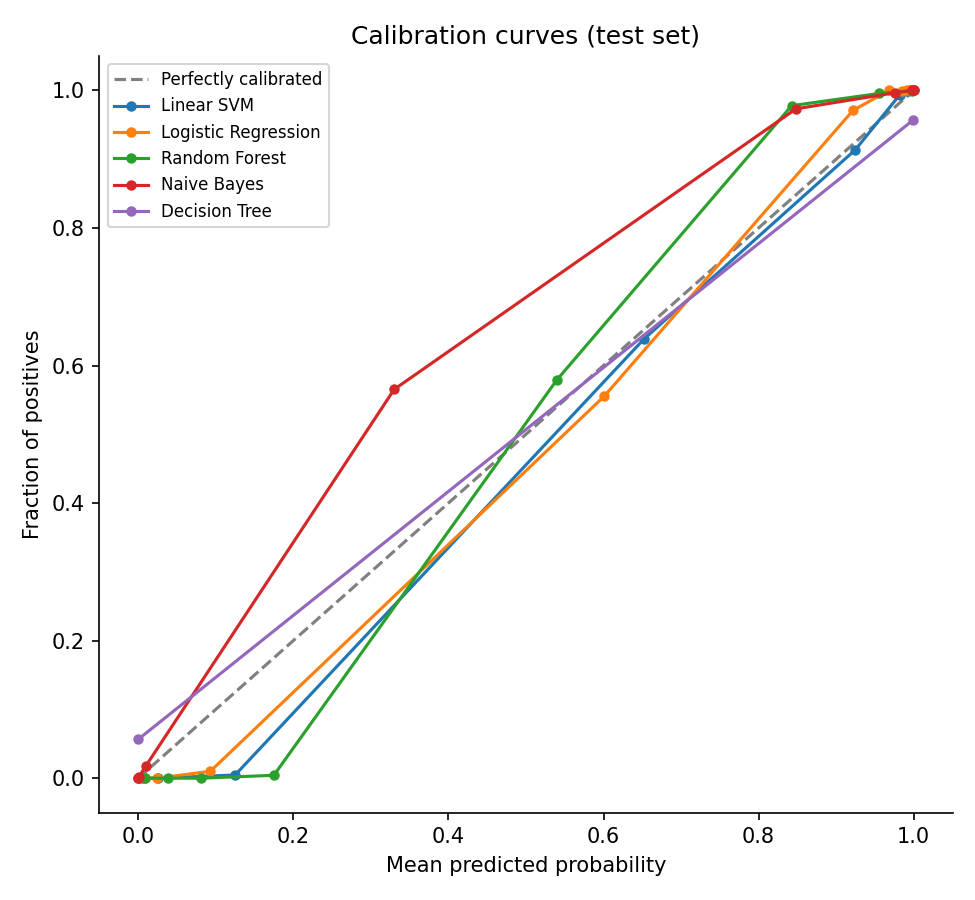 Calibration curves (test set)
Perfectly calibrated
Linear SVM
Logistic Regression
Random Forest
Naive Bayes
Decision Tree
1.0
0.8
0.6
0.4
0.2
0.0
Fraction of positives
0.0 0.2 0.4 0.6 0.8 1.0
Mean predicted probability